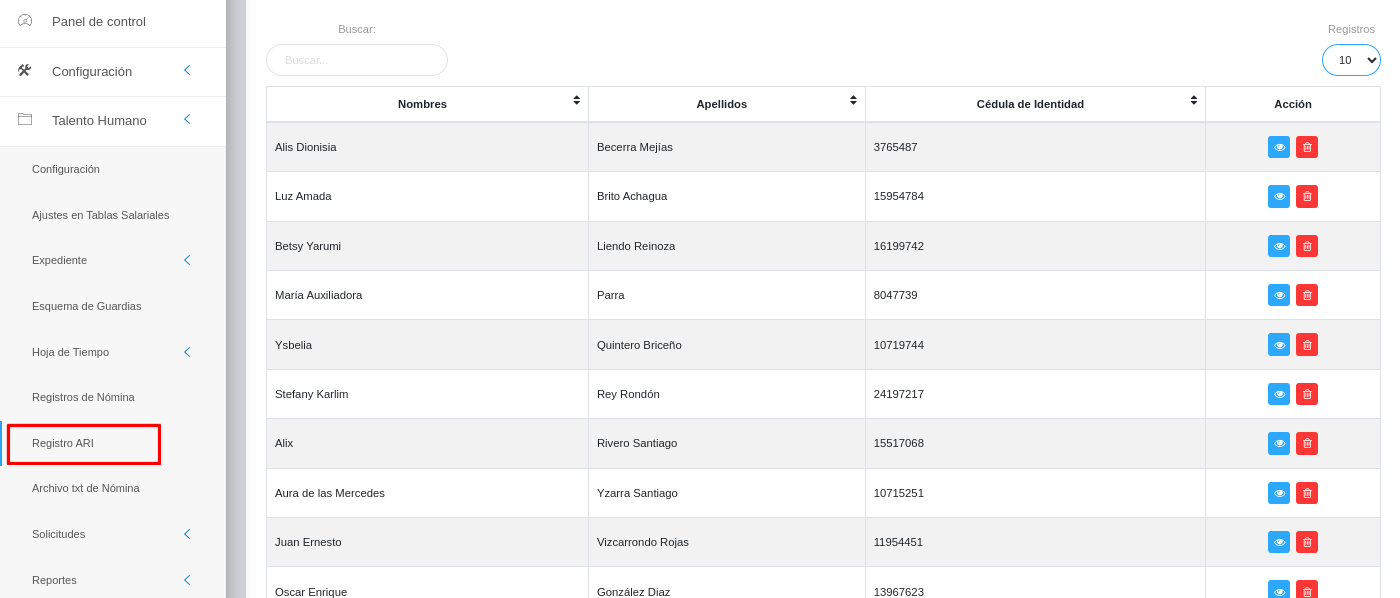 Panel de control
Configuración
Talento Humano
Configuración
Ajustes en Tablas Salariales
Expediente
Esquema de Guardias
Hoja de Tiempo
Registros de Nómina
Registro ARI
Archivo txt de Nómina
Solicitudes
Reportes
Buscar: Registros
Buscar... 10
Nombres Apellidos Cédula de Identidad Acción
Alis Dionisia Becerra Mejías 3765487
Luz Amada Brito Achagua 15954784
Betsy Yarumi Liendo Reinoza 16199742
María Auxiliadora Parra 8047739
Ysbelia Quintero Briceño 10719744
Stefany Karlim Rey Rondón 24197217
Alix Rivero Santiago 15517068
Aura de las Mercedes Yzarra Santiago 10715251
Juan Ernesto Vizcarrondo Rojas 11954451
Oscar Enrique González Diaz 13967623